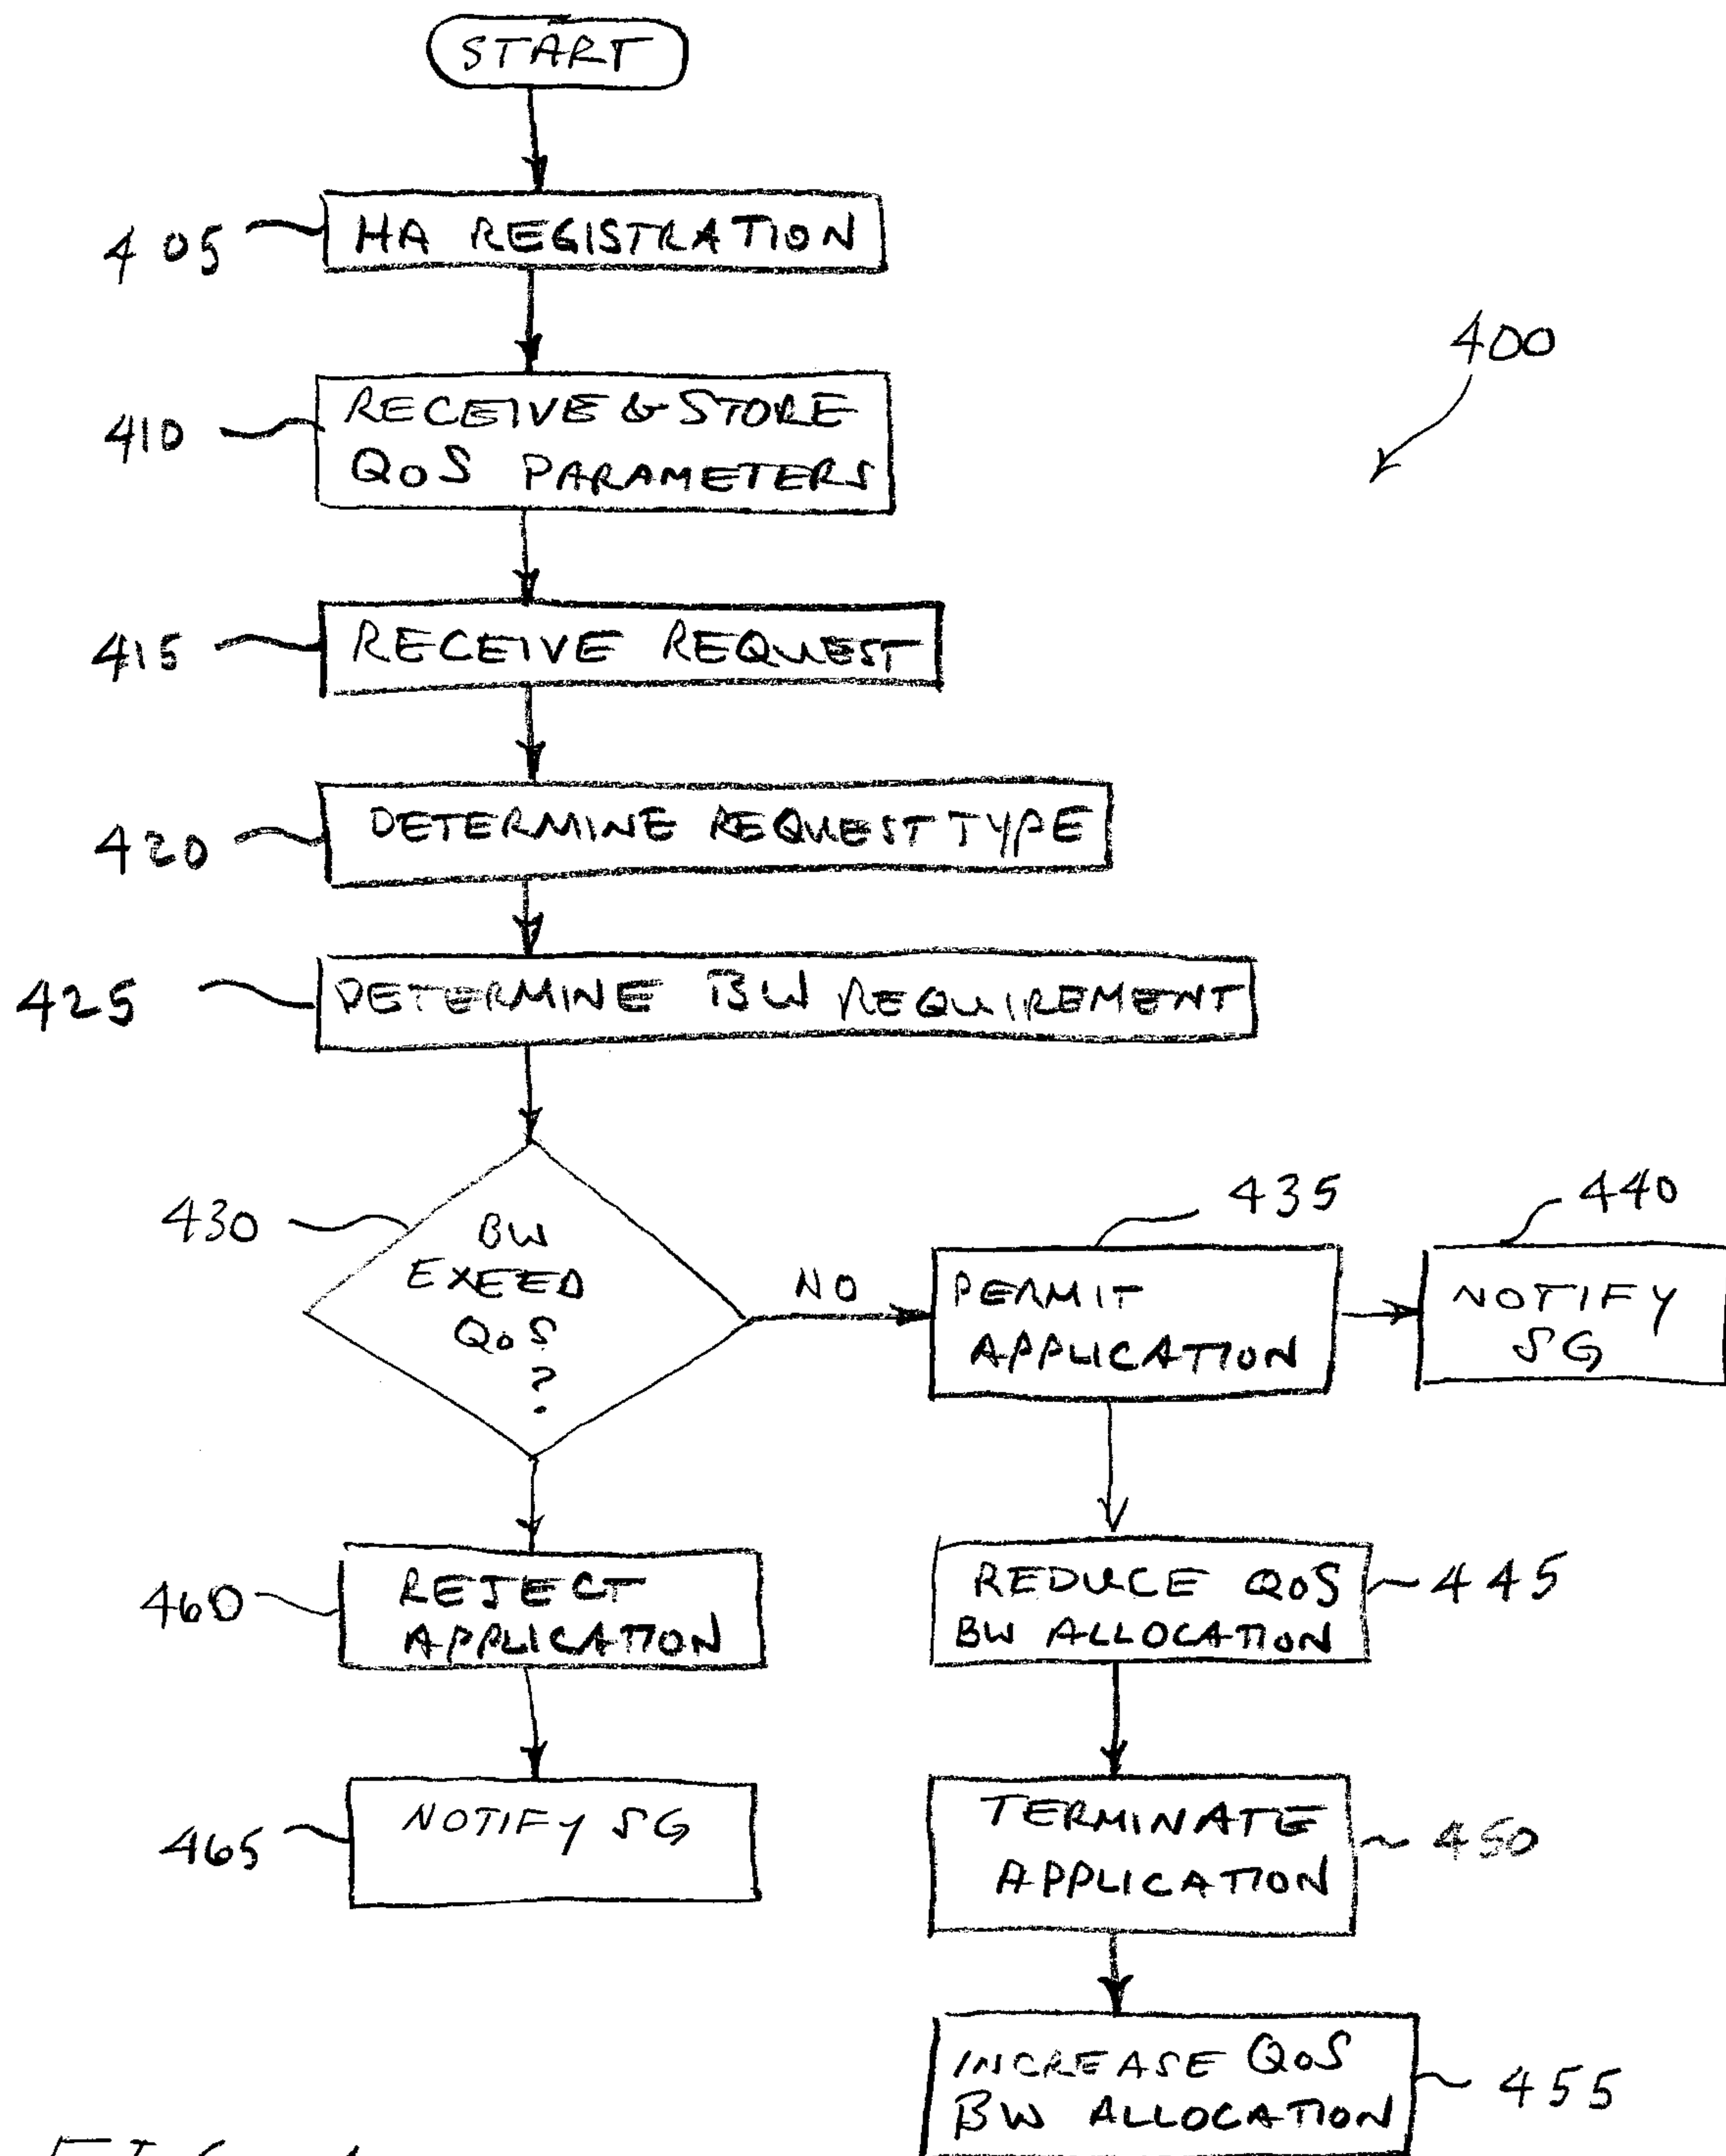 START
405
HA REGISTRATION
400
410
RECEIVE & STORE
QoS PARAMETERS
415
RECEIVE REQUEST
420
DETERMINE REQUEST TYPE
425
DETERMINE BW REQUIREMENT
430
BW
EXEED
QoS
?
NO
435
PERMIT
APPLICATION
440
NOTIFY
SG
460
REJECT
APPLICATION
REDUCE QoS
BW ALLOCATION
445
465
NOTIFY SG
TERMINATE
APPLICATION
450
INCREASE QoS
BW ALLOCATION
455